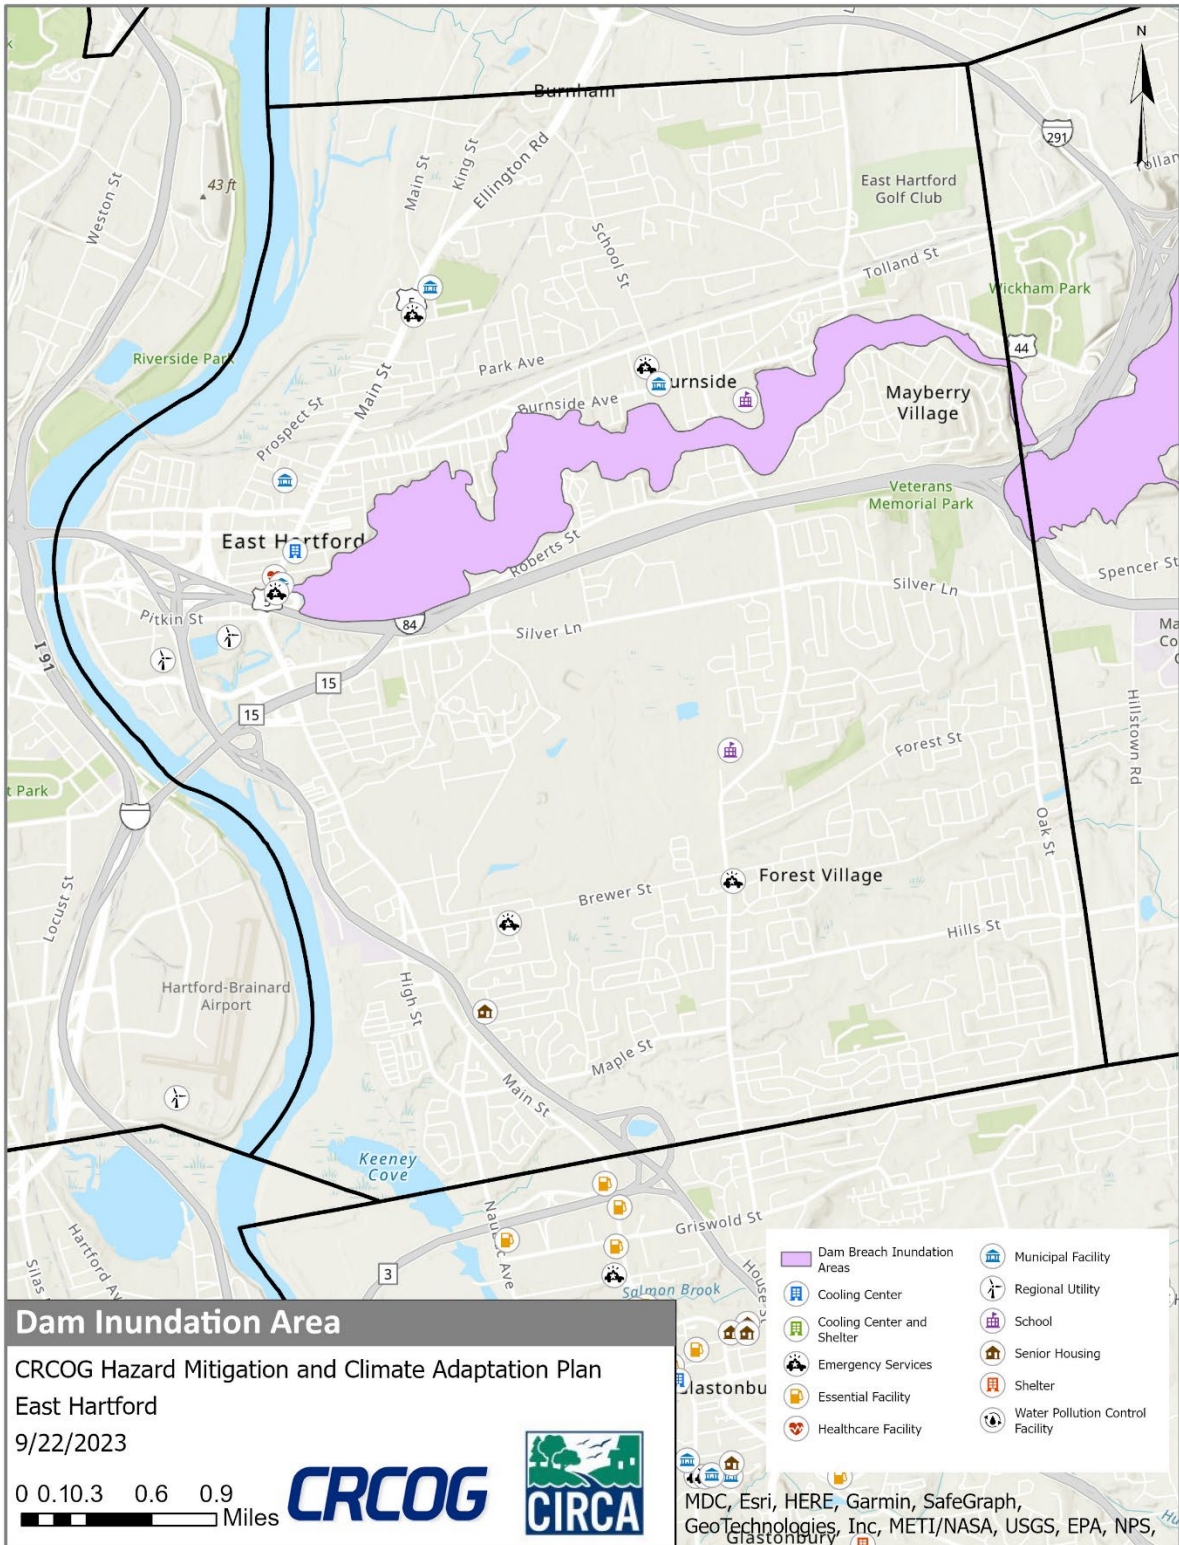 N
Burnham
291
Tolland
43 ft
Weston St
Main St
King St
Ellington Rd
East Hartford
Golf Club
School St
Tolland St
Wickham Park
5
Riverside Park
Park Ave
44
Main St
Burnside Ave
urnside
Mayberry
Village
Prospect St
Veterans
Memorial Park
East Hartford
Roberts St
Spencer St
Silver Ln
5
Pitkin St
84
Silver Ln
I 91
15
15
Hillstown Rd
Forest St
t Park
Oak St
Locust St
Brewer St
Forest Village
Hills St
Hartford-Brainard
Airport
High St
Maple St
Main St
Keeney
Cove
Griswold St
Hartford Av
Silas
3
Salmon Brook
Dam Breach Inundation
Areas
Cooling Center
Cooling Center and
Shelter
Emergency Services
Essential Facility
Healthcare Facility
Municipal Facility
Regional Utility
School
Senior Housing
Shelter
Water Pollution Control
Facility
Dam Inundation Area
CRCOG Hazard Mitigation and Climate Adaptation Plan
East Hartford
9/22/2023
0 0.10.3 0.6 0.9
Miles
CRCOG
CIRCA
Glastonbu
MDC, Esri, HERE, Garmin, SafeGraph,
GeoTechnologies, Inc, METI/NASA, USGS, EPA, NPS,
Glastonbury